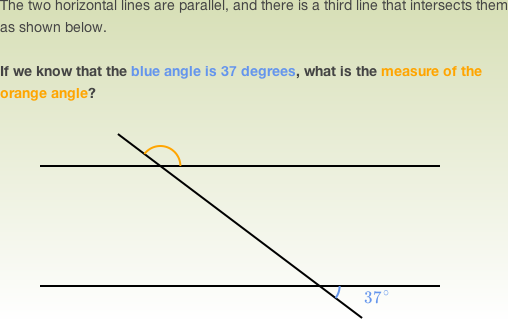 The two horizontal lines are parallel, and there is a third line that intersects them
as shown below.
If we know that the blue angle is 37 degrees, what is the measure of the
orange angle?
37°